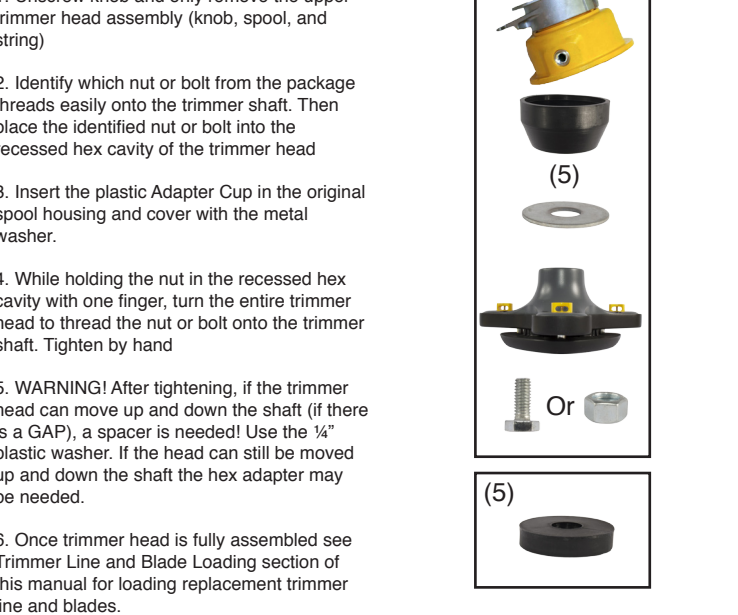 1. Unscrew knob and only remove the upper
trimmer head assembly (knob, spool, and
string)
2. Identify which nut or bolt from the package
threads easily onto the trimmer shaft. Then
place the identified nut or bolt into the
recessed hex cavity of the trimmer head
3. Insert the plastic Adapter Cup in the original
spool housing and cover with the metal
washer.
4. While holding the nut in the recessed hex
cavity with one finger, turn the entire trimmer
head to thread the nut or bolt onto the trimmer
shaft. Tighten by hand
5. WARNING! After tightening, if the trimmer
head can move up and down the shaft (if there
is a GAP), a spacer is needed! Use the ¼”
plastic washer. If the head can still be moved
up and down the shaft the hex adapter may
be needed.
6. Once trimmer head is fully assembled see
Trimmer Line and Blade Loading section of
this manual for loading replacement trimmer
line and blades.
(5)
Or
(5)